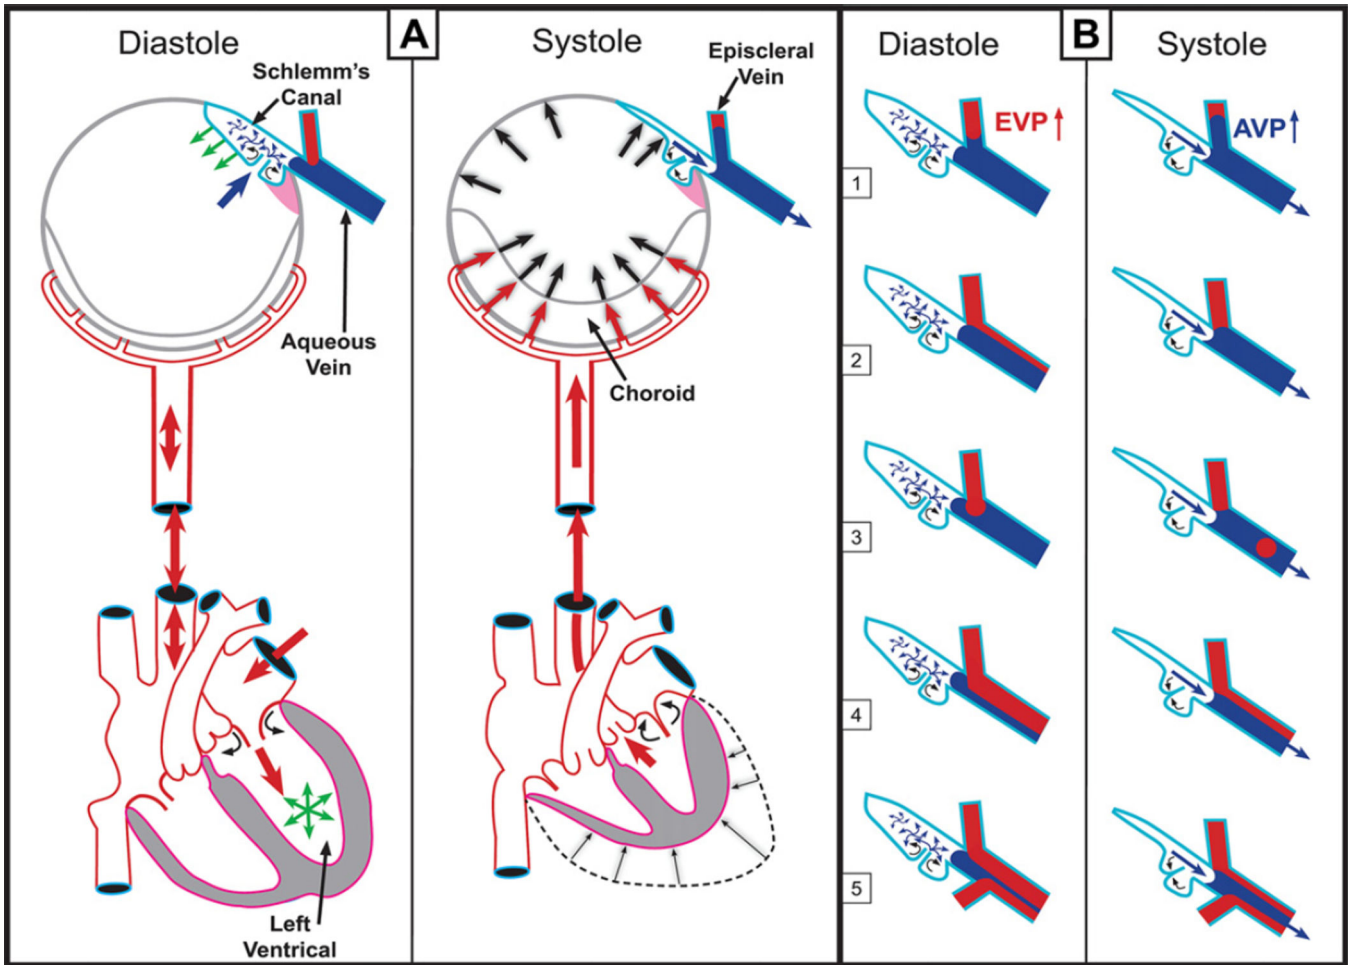 Diastole
A
Systole
Schlemm's
Canal
Episcleral
Vein
Aqueous
Vein
Choroid
Left
Ventrical
Diastole
B
Systole
EVP
AVP
1
2
3
4
5